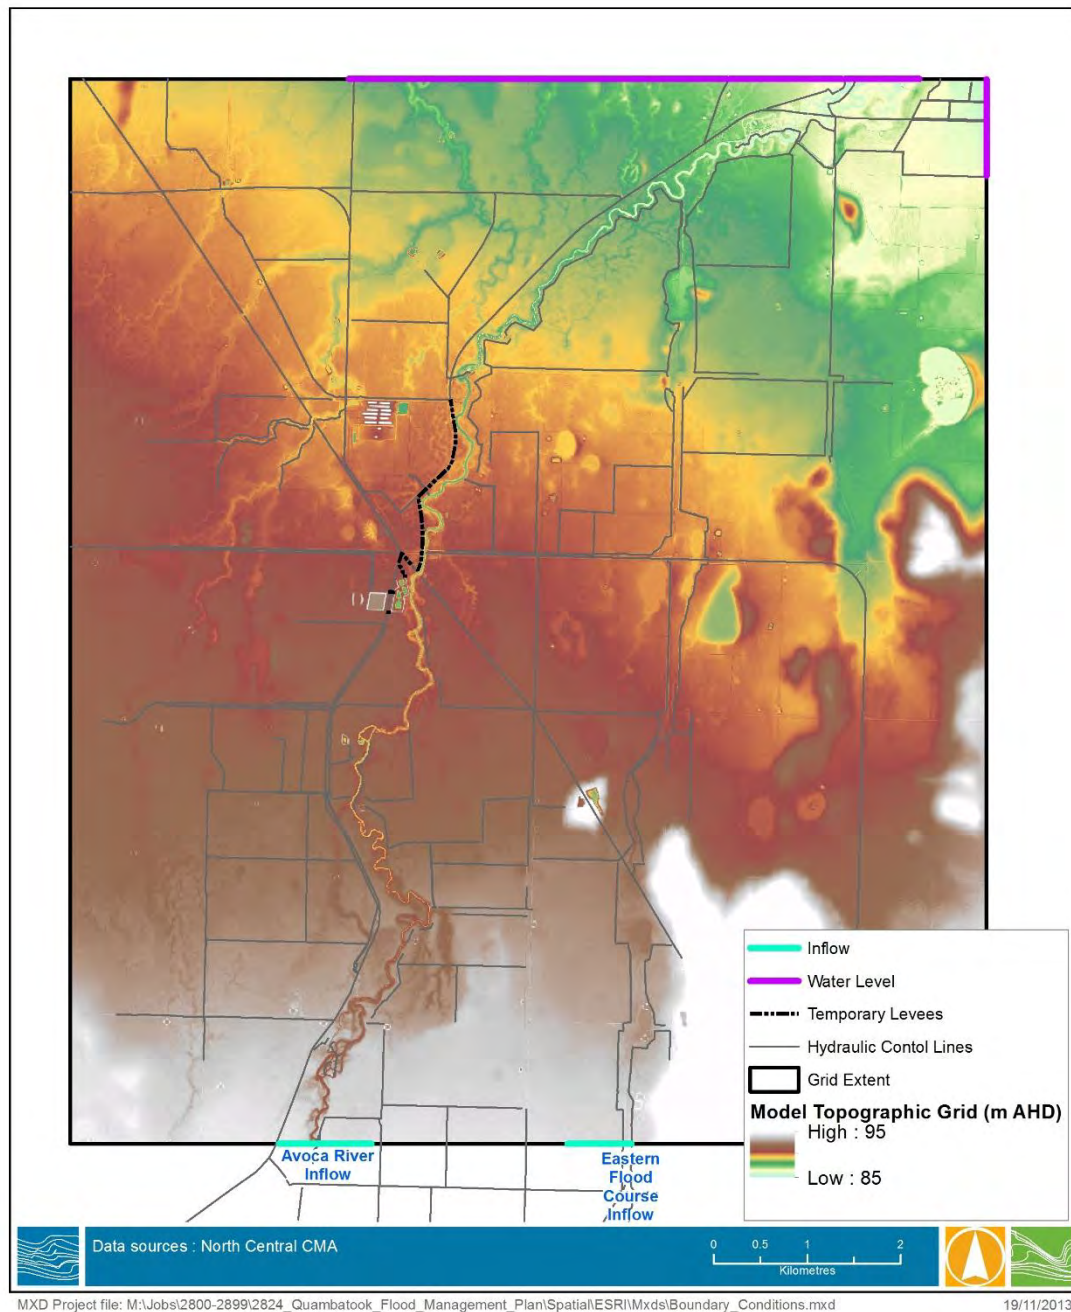 Inflow
Water Level
Temporary Levees
Hydraulic Contol Lines
Grid Extent
Model Topographic Grid (m AHD)
High : 95
Low : 85
Avoca River
Inflow
Eastern
Flood
Course
Inflow
Data sources : North Central CMA
0 0.5 1 2
Kilometres
MXD Project file: M:\Jobs\2800-2899\2824_Quambatook_Flood_Management_Plan\Spatial\ESRI\Mxds\Boundary_Conditions.mxd 19/11/2013